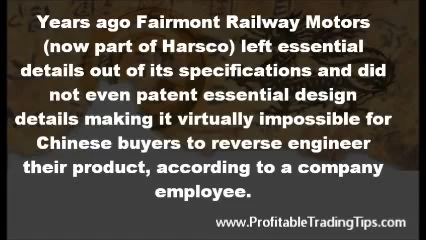 Years ago Fairmont Railway Motors
(now part of Harsco) left essential
details out of its specifications and did
not even patent essential design
details making it virtually impossible for
Chinese buyers to reverse engineer
their product, according to a company
employee.
www.ProfitableTradingTips.com